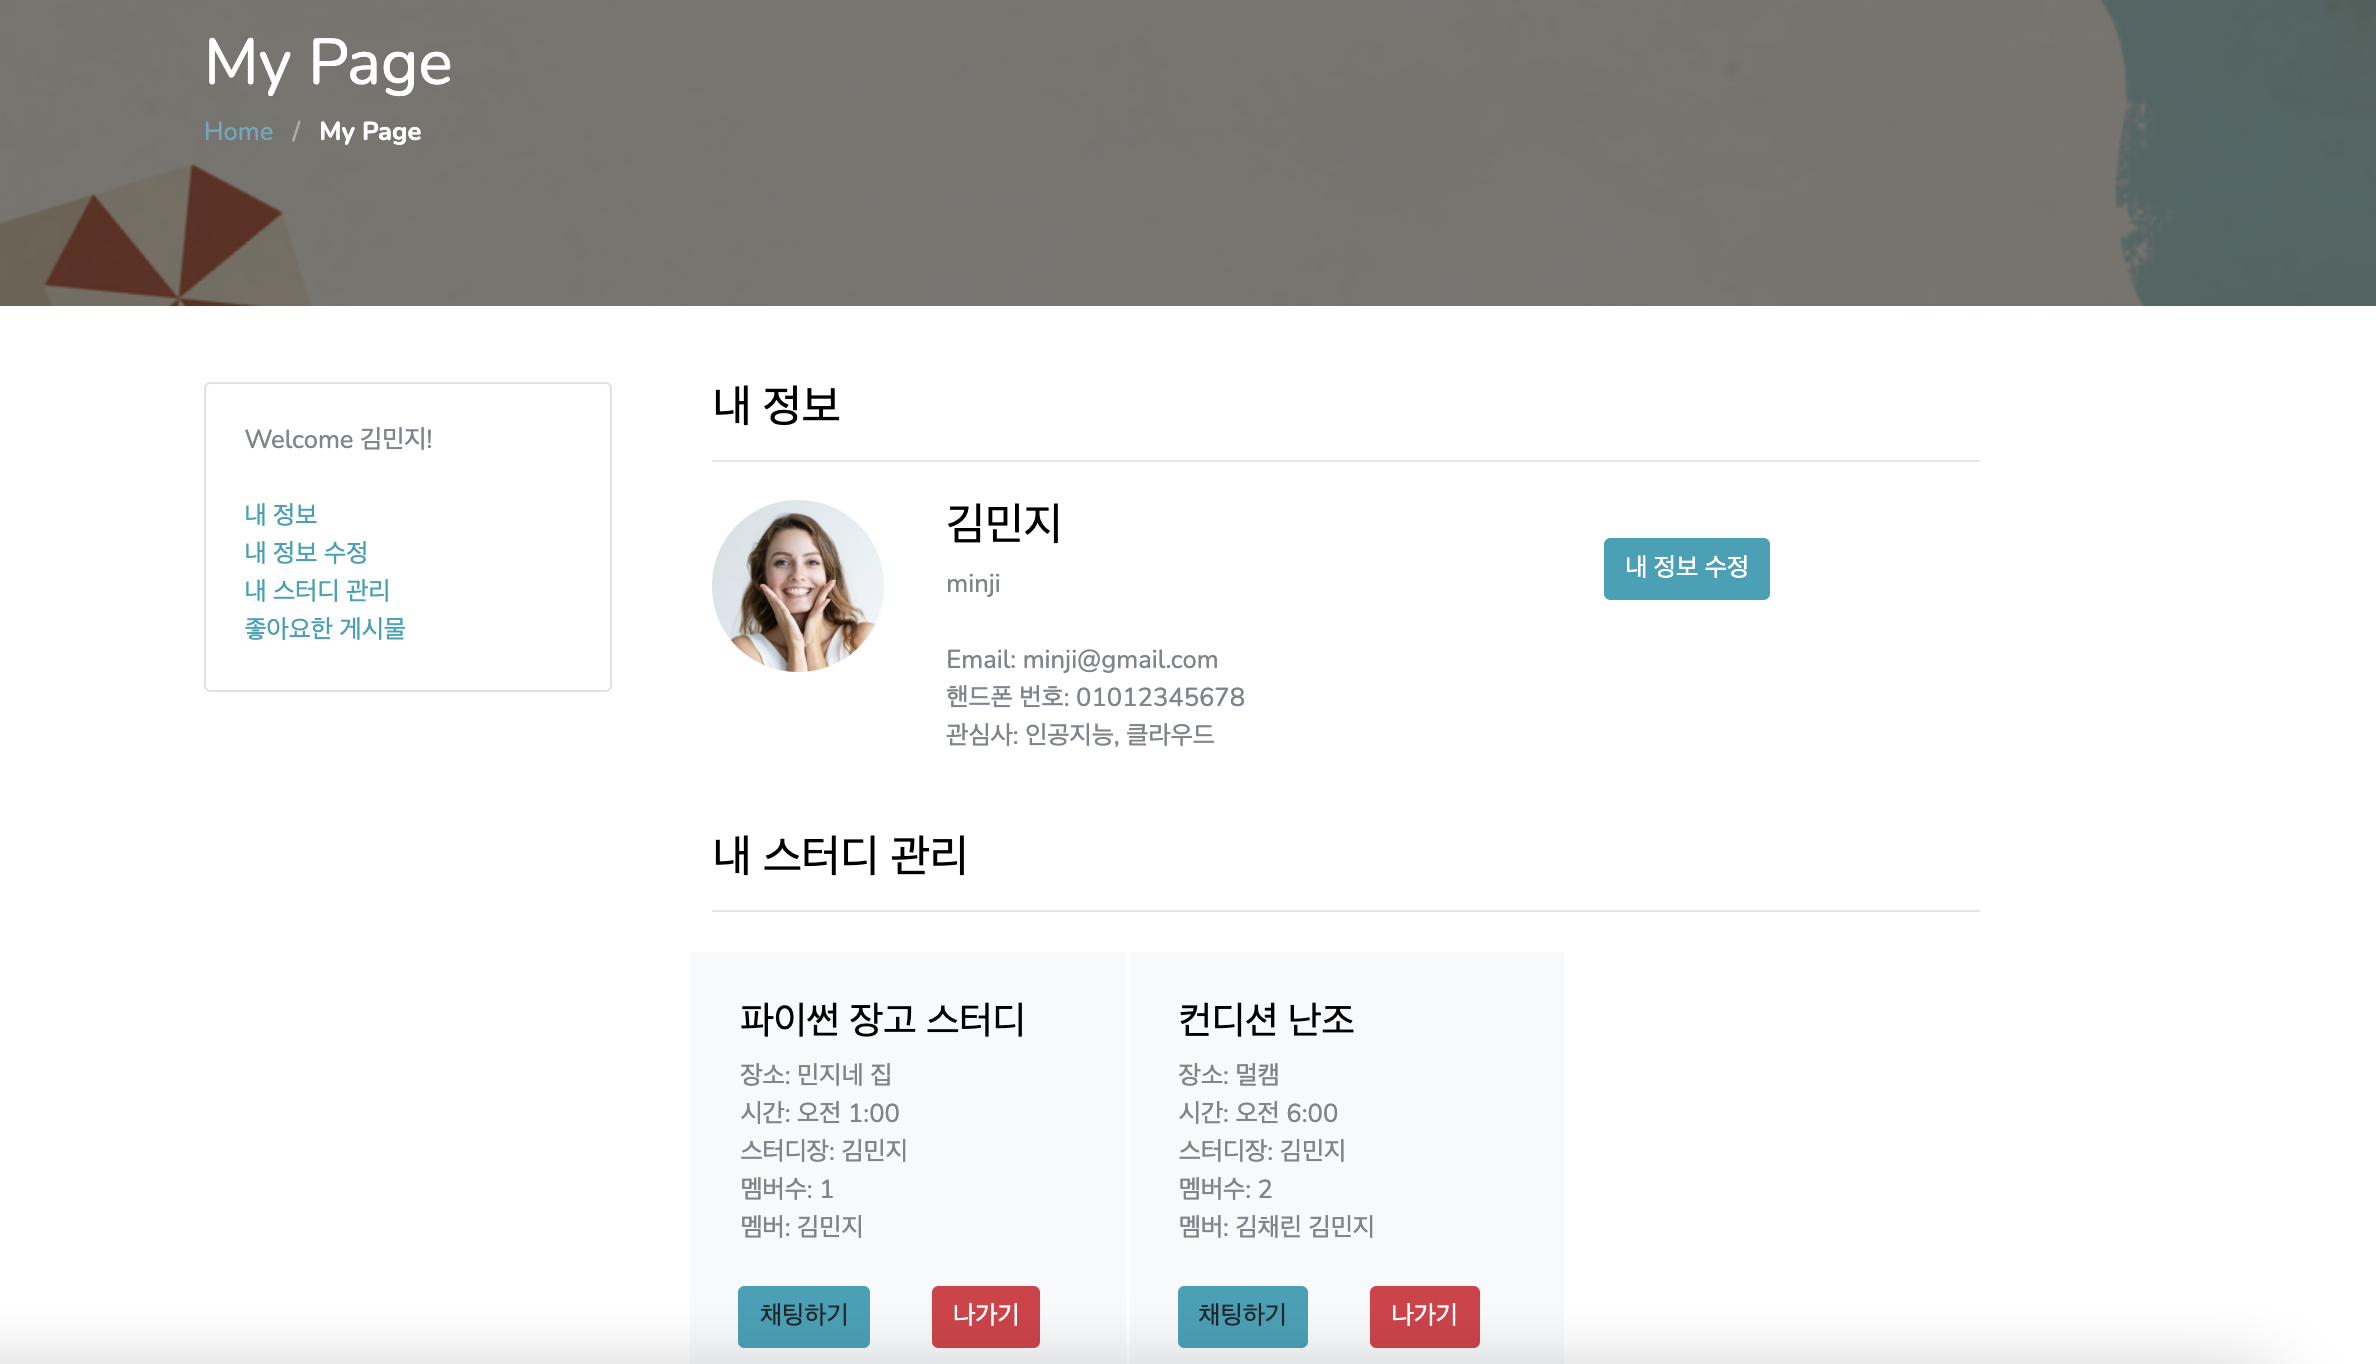 My Page
Home / My Page
Welcome 김민지!
내 정보
내 정보 수정
내 스터디 관리
좋아요한 게시물
내 정보
김민지
minji
내 정보 수정
Email: minji@gmail.com
핸드폰 번호: 01012345678
관심사: 인공지능, 클라우드
내 스터디 관리
파이썬 장고 스터디
장소: 민지네 집
시간: 오전 1:00
스터디장: 김민지
멤버수: 1
멤버: 김민지
채팅하기 나가기
컨디션 난조
장소: 멀캠
시간: 오전 6:00
스터디장: 김민지
멤버수: 2
멤버: 김채린 김민지
채팅하기 나가기